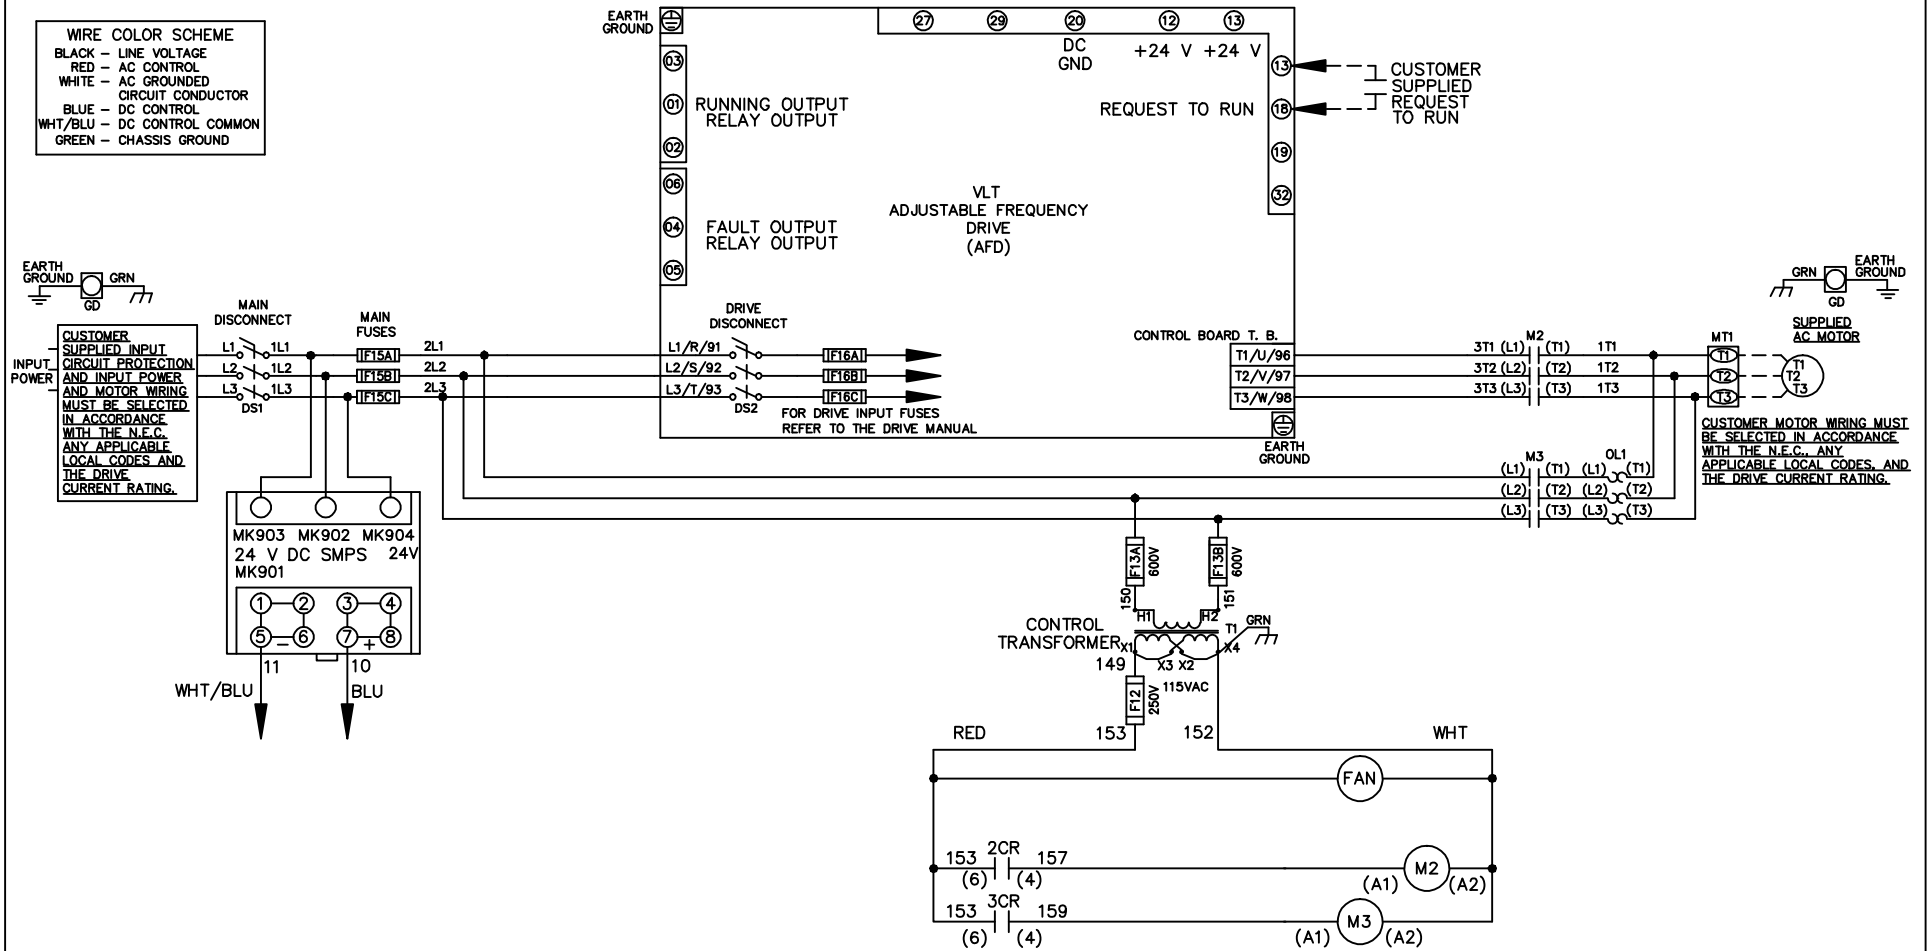 WIRE COLOR SCHEME
BLACK – LINE VOLTAGE
RED – AC CONTROL
WHITE – AC GROUNDED
CIRCUIT CONDUCTOR
BLUE – DC CONTROL
WHT/BLU – DC CONTROL COMMON
GREEN – CHASSIS GROUND
EARTH
GROUND
27 29 20 12 13
DC
GND
+24 V +24 V
03
01
02
RUNNING OUTPUT
RELAY OUTPUT
06
04
05
FAULT OUTPUT
RELAY OUTPUT
VLT
ADJUSTABLE FREQUENCY
DRIVE
(AFD)
13
REQUEST TO RUN 18
19
32
CUSTOMER
SUPPLIED
REQUEST
TO RUN
EARTH
GROUND
GRN
GD
INPUT
POWER
CUSTOMER
SUPPLIED INPUT
CIRCUIT PROTECTION
AND INPUT POWER
AND MOTOR WIRING
MUST BE SELECTED
IN ACCORDANCE
WITH THE N.E.C.
ANY APPLICABLE
LOCAL CODES AND
THE DRIVE
CURRENT RATING.
MAIN
DISCONNECT
L1 1L1
L2 1L2
L3 1L3
DS1
MAIN
FUSES
F15A 2L1
F15B 2L2
F15C 2L3
DRIVE
DISCONNECT
L1/R/91
L2/S/92
L3/T/93
DS2
F16A
F16B
F16C
FOR DRIVE INPUT FUSES
REFER TO THE DRIVE MANUAL
CONTROL BOARD T. B.
T1/U/96
T2/V/97
T3/W/98
EARTH
GROUND
M2
3T1 (L1) (T1) 1T1
3T2 (L2) (T2) 1T2
3T3 (L3) (T3) 1T3
MT1
T1
T2
T3
GRN
GD
EARTH
GROUND
SUPPLIED
AC MOTOR
T1
T2
T3
CUSTOMER MOTOR WIRING MUST
BE SELECTED IN ACCORDANCE
WITH THE N.E.C., ANY
APPLICABLE LOCAL CODES, AND
THE DRIVE CURRENT RATING.
M3 OL1
(L1) (T1) (L1) (T1)
(L2) (T2) (L2) (T2)
(L3) (T3) (L3) (T3)
MK903 MK902 MK904
24 V DC SMPS 24V
MK901
1 2 3 4
5 – 6 7 + 8
11 10
WHT/BLU BLU
F13A 600V
F13B 600V
150 151
H1 H2
CONTROL
TRANSFORMER
T1
GRN
X1 X3 X2 X4
149
115VAC
F12 250V
RED 153 152 WHT
FAN
153 2CR 157
(6) (4)
M2
(A1) (A2)
153 3CR 159
(6) (4)
M3
(A1) (A2)